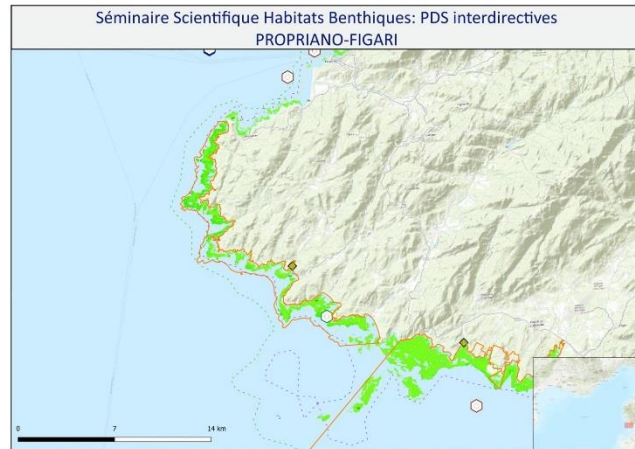 Séminaire Scientifique Habitats Benthiques: PDS interdirectives
PROPRIANO-FIGARI
0 7 14 km